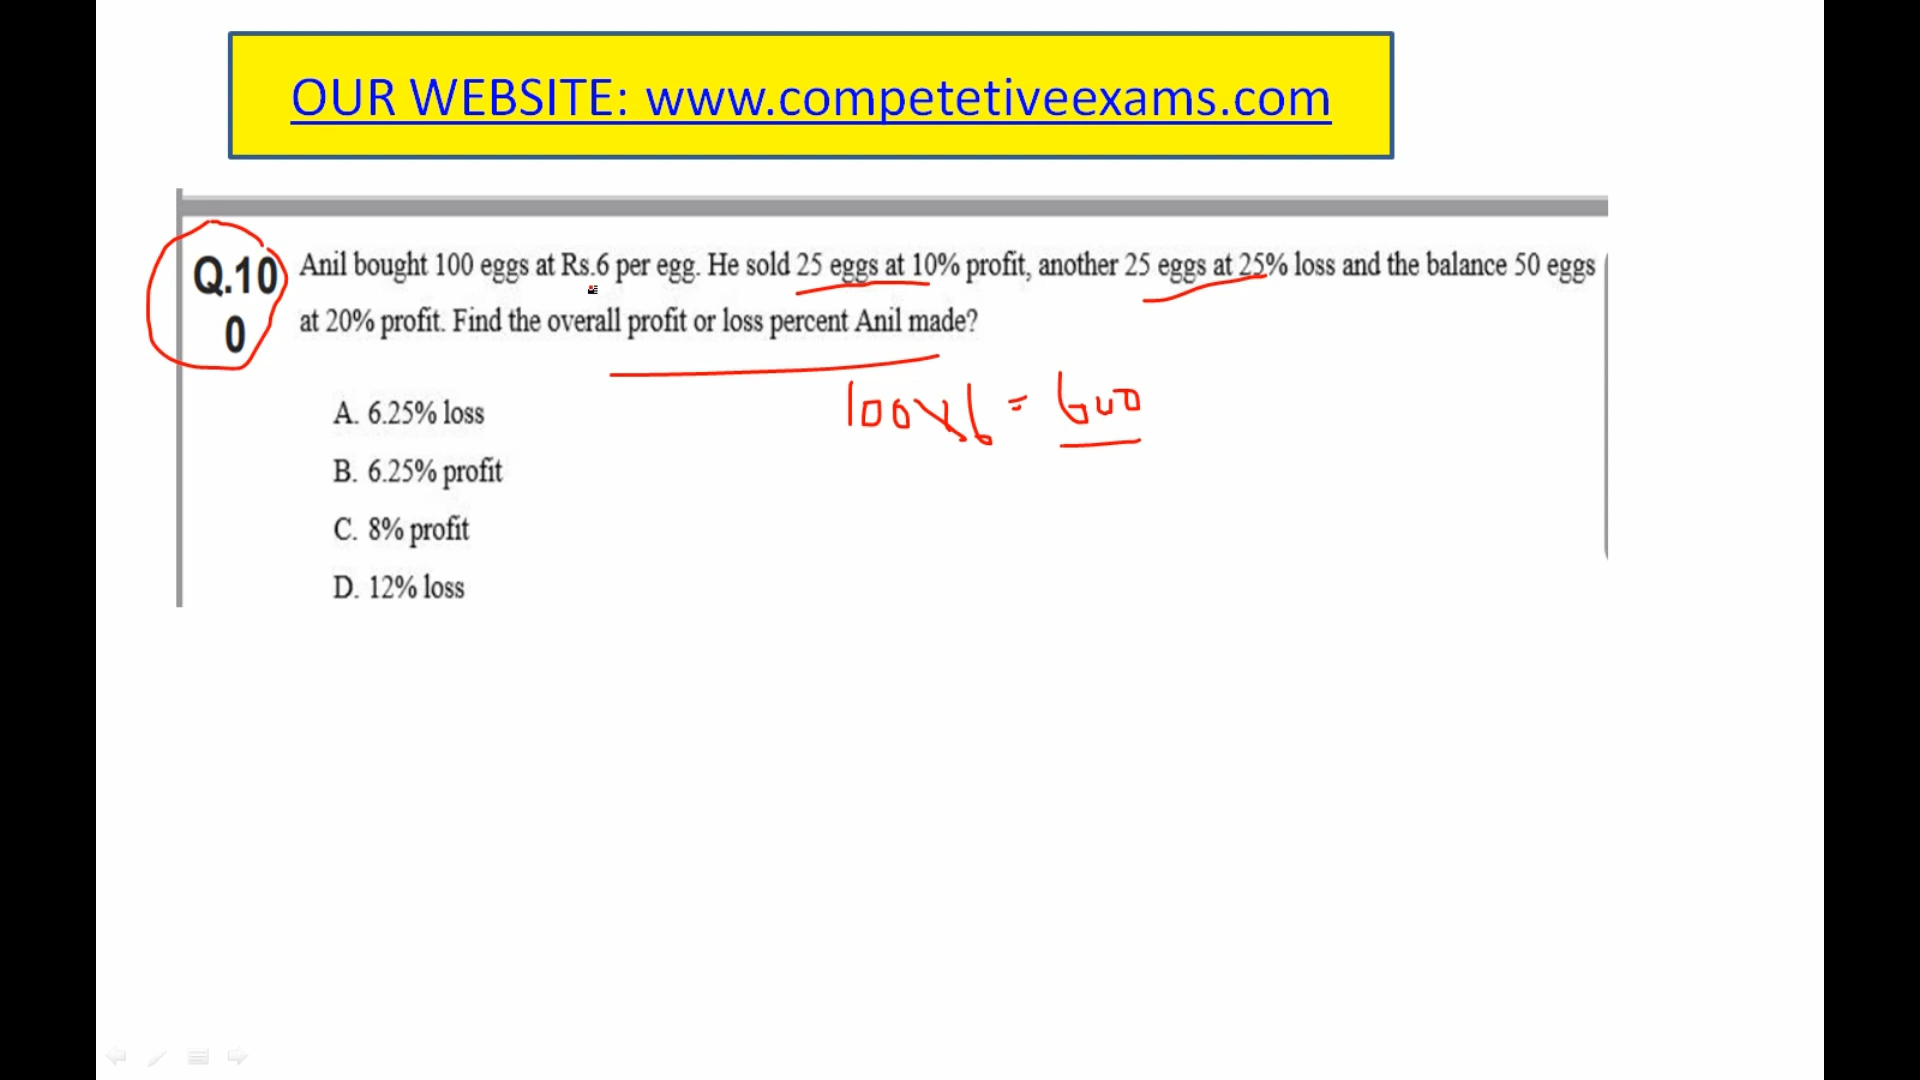 OUR WEBSITE: www.competetiveexams.com
Q.10
0
Anil bought 100 eggs at Rs.6 per egg. He sold 25 eggs at 10% profit, another 25 eggs at 25% loss and the balance 50 eggs
at 20% profit. Find the overall profit or loss percent Anil made?
100×6 = 600
A. 6.25% loss
B. 6.25% profit
C. 8% profit
D. 12% loss